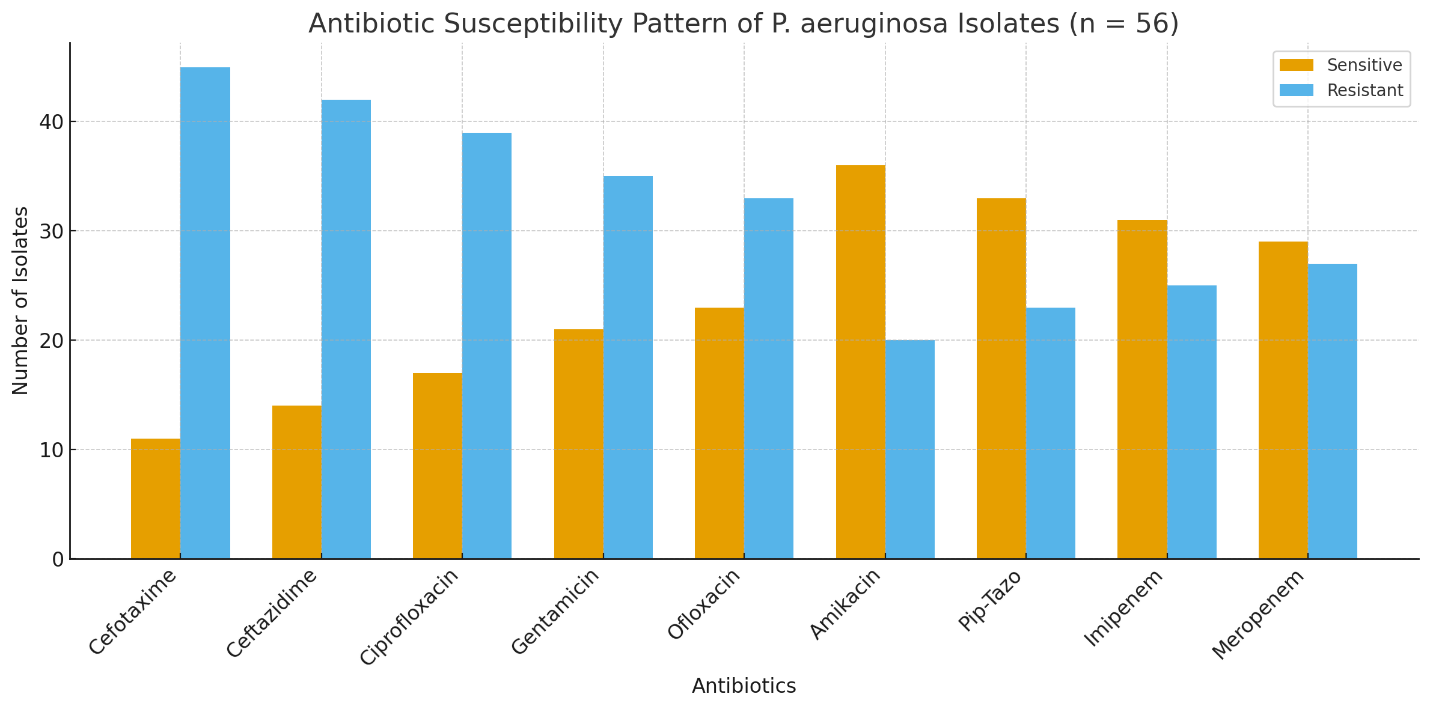 Antibiotic Susceptibility Pattern of P. aeruginosa Isolates (n = 56)
Sensitive
Resistant
Number of Isolates
40
30
20
10
0
Cefotaxime
Ceftazidime
Ciprofloxacin
Gentamicin
Ofloxacin
Amikacin
Pip-Tazo
Imipenem
Meropenem
Antibiotics